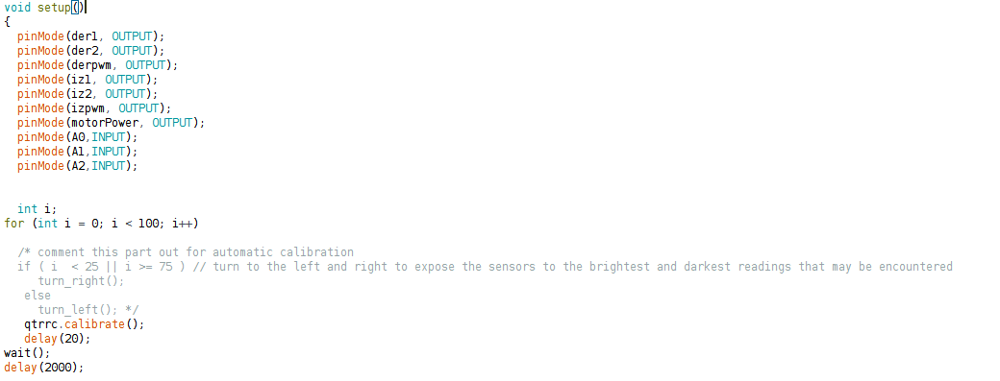 void setup()
{
  pinMode(der1, OUTPUT);
  pinMode(der2, OUTPUT);
  pinMode(derpwm, OUTPUT);
  pinMode(iz1, OUTPUT);
  pinMode(iz2, OUTPUT);
  pinMode(izpwm, OUTPUT);
  pinMode(motorPower, OUTPUT);
  pinMode(A0,INPUT);
  pinMode(A1,INPUT);
  pinMode(A2,INPUT);
  int i;
for (int i = 0; i < 100; i++)
  /* comment this part out for automatic calibration
  if ( i  < 25 || i >= 75 ) // turn to the left and right to expose the sensors to the brightest and darkest readings that may be encountered
     turn_right();
   else
     turn_left(); */
   qtrrc.calibrate();
   delay(20);
wait();
delay(2000);